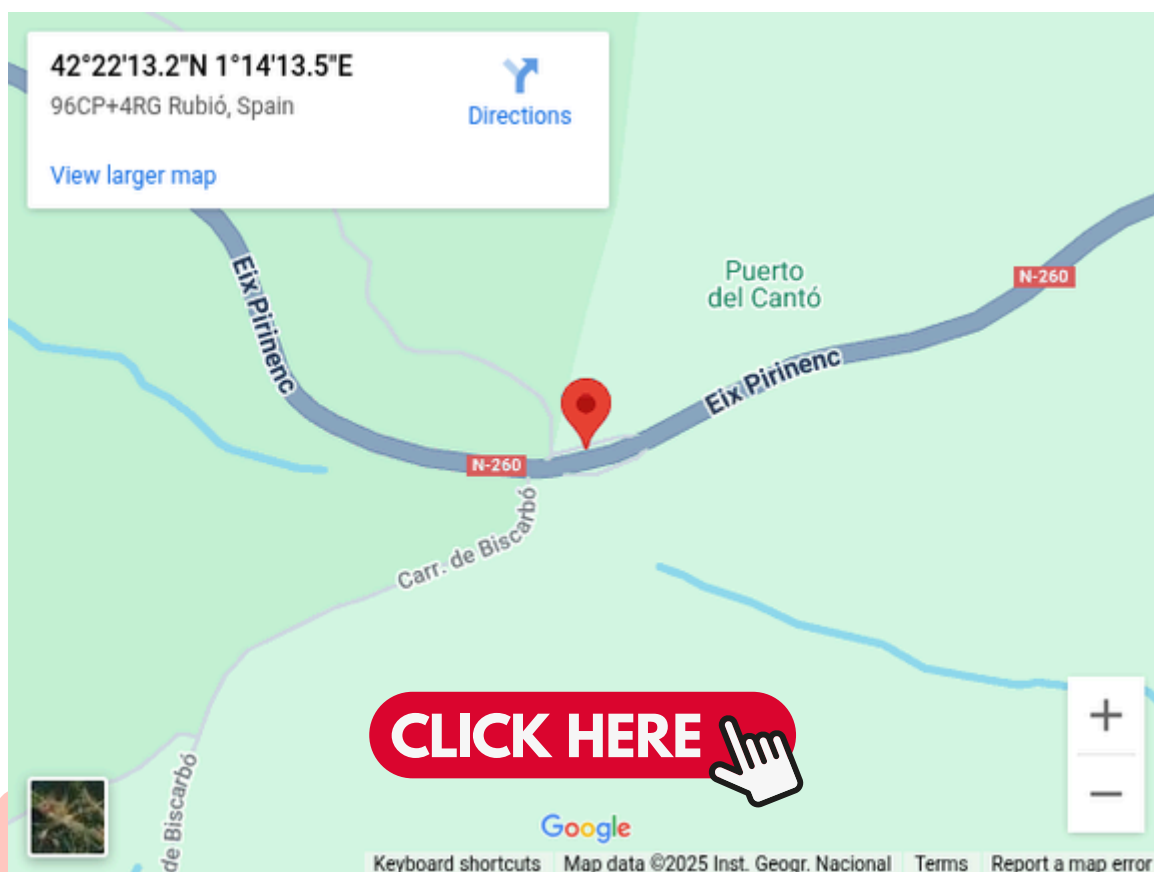 42°22'13.2"N 1°14'13.5"E
96CP+4RG Rubió, Spain
Directions
View larger map
Eix Pirinenc
Puerto
del Cantó
N-260
Eix Pirinenc
N-260
Carr. de Biscarbó
CLICK HERE
de Biscarbó
Google
Keyboard shortcuts Map data ©2025 Inst. Geogr. Nacional Terms Report a map error